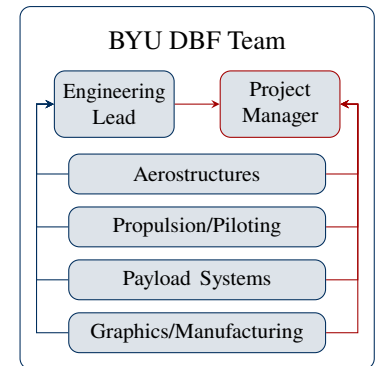 BYU DBF Team
Engineering
Lead
Project
Manager
Aerostructures
Propulsion/Piloting
Payload Systems
Graphics/Manufacturing